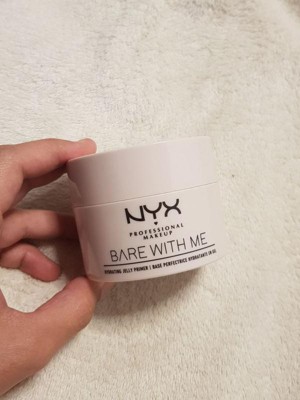 NYX
PROFESSIONAL
MAKEUP
BARE WITH ME
HYDRATING JELLY PRIMER | BASE PERFECTRICE HYDRATANTE EN GEL